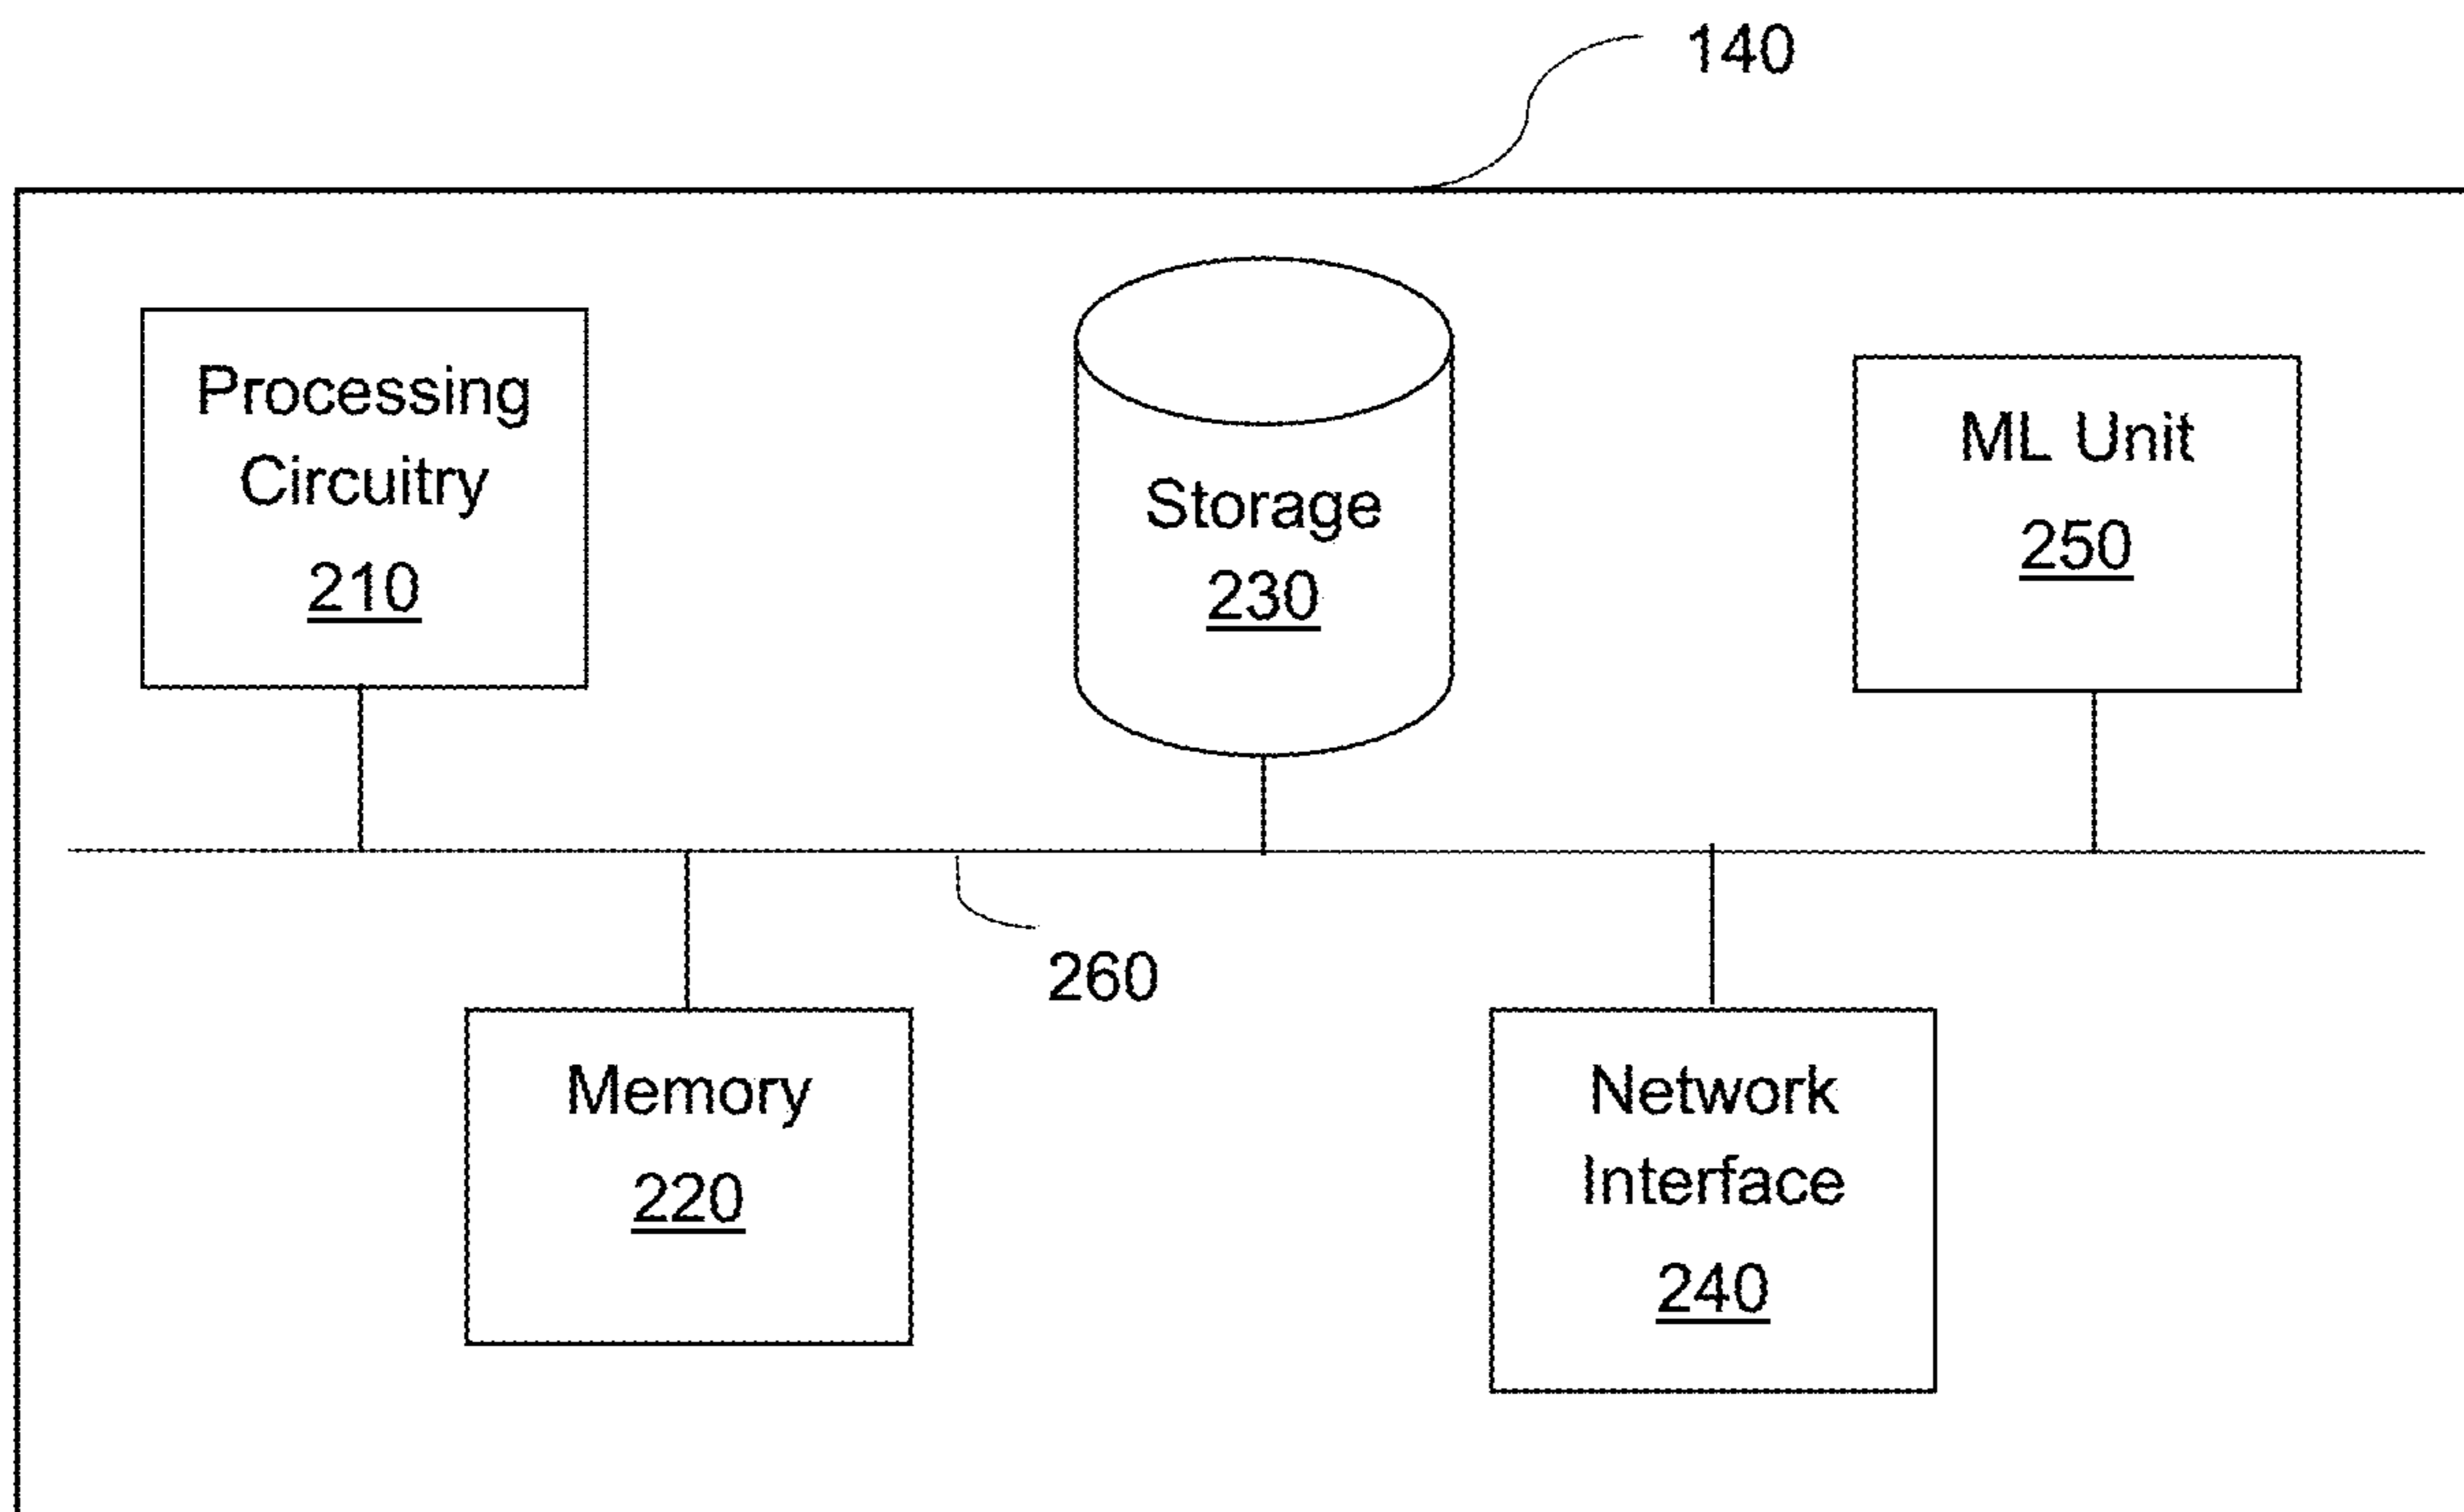 140
Processing
Circuitry
210
Storage
230
ML Unit
250
260
Memory
220
Network
Interface
240